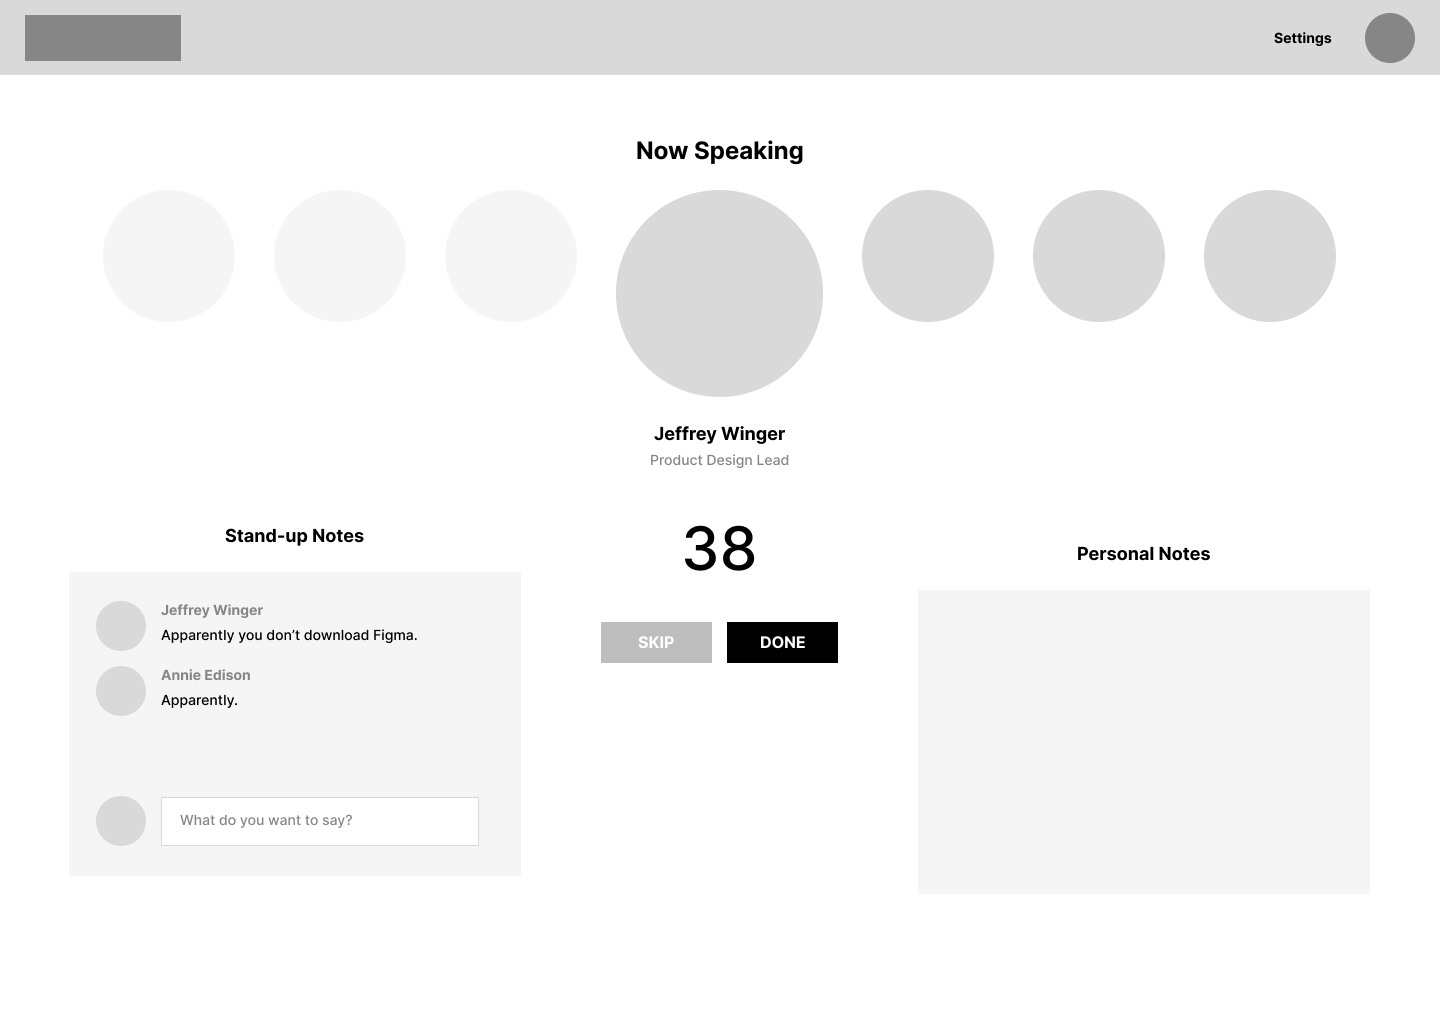 Settings
Now Speaking
Jeffrey Winger
Product Design Lead
Stand-up Notes
Jeffrey Winger
Apparently you don’t download Figma.
Annie Edison
Apparently.
What do you want to say?
38
SKIP
DONE
Personal Notes